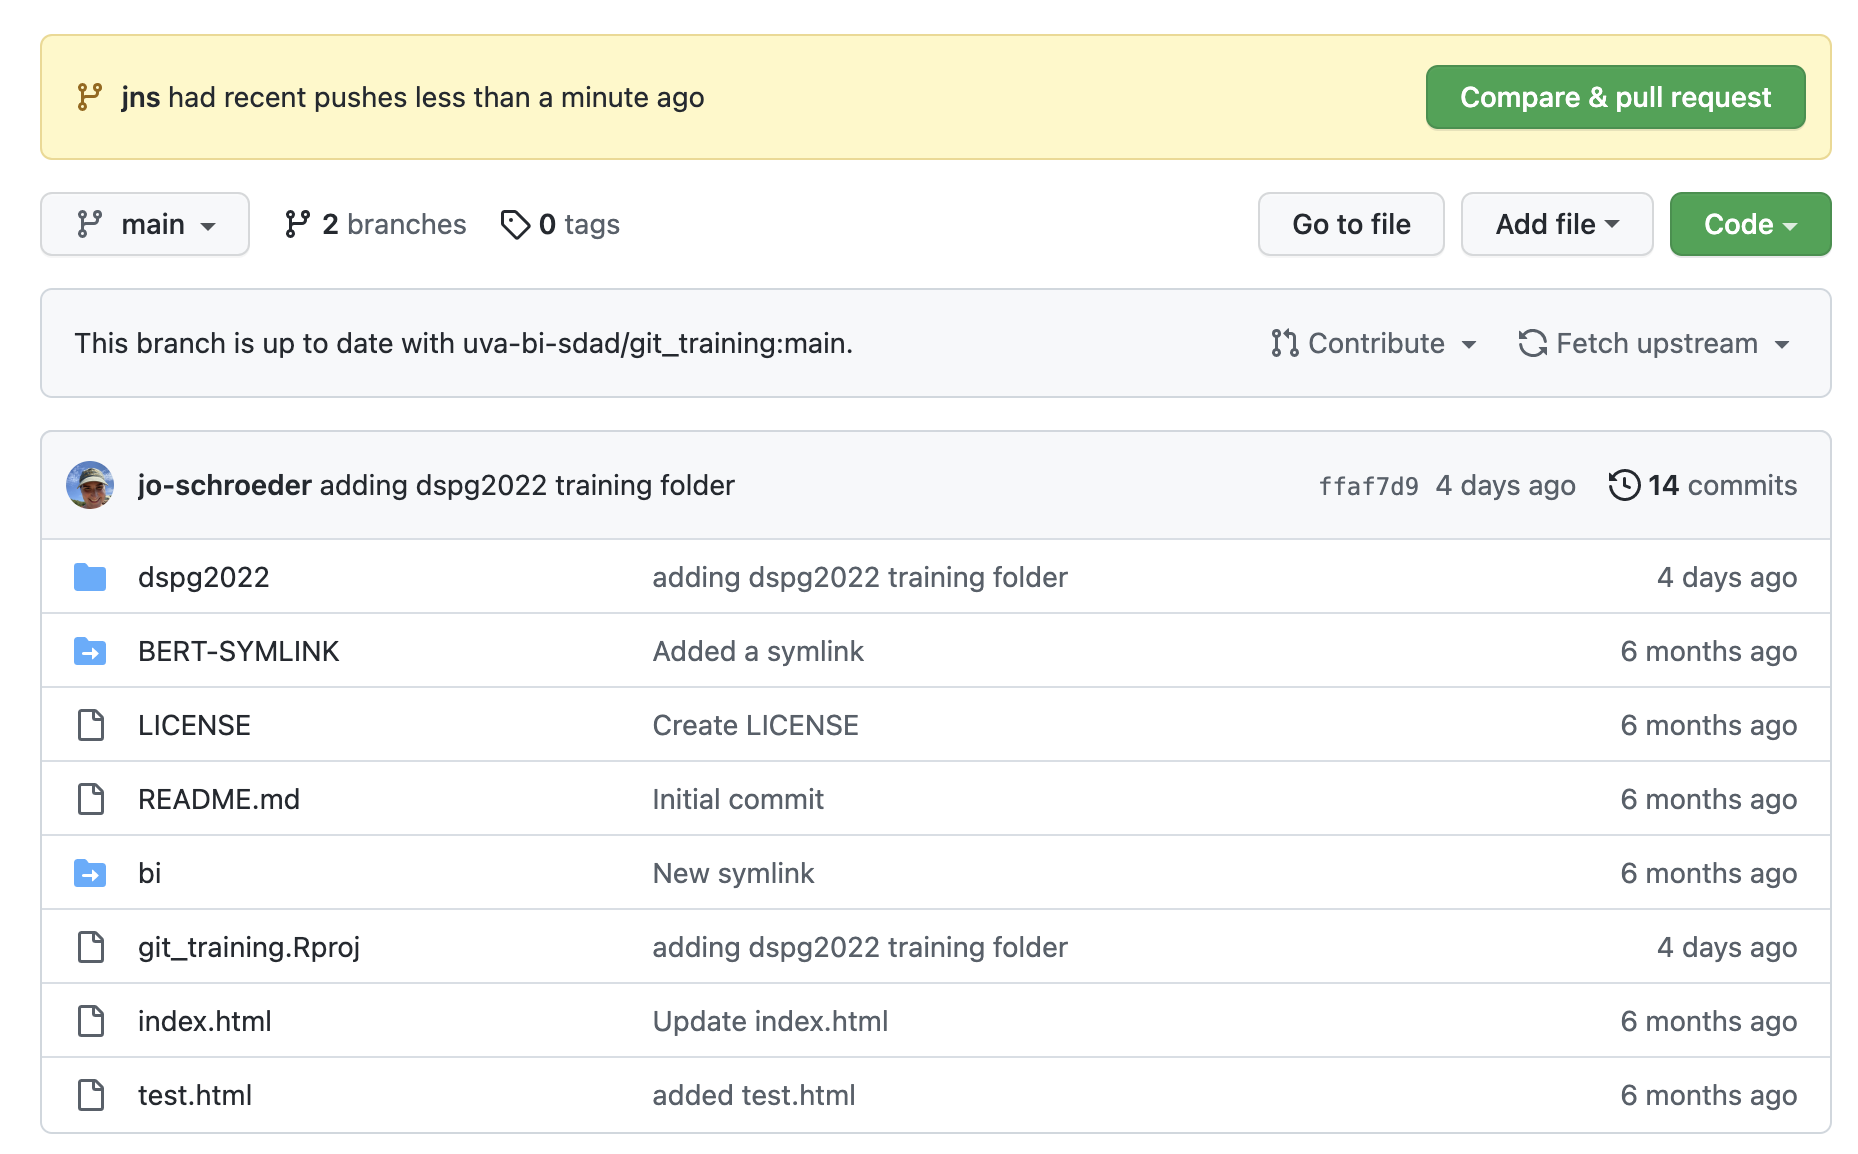 jns had recent pushes less than a minute ago Compare & pull request
main 2 branches 0 tags Go to file Add file Code
This branch is up to date with uva-bi-sdad/git_training:main. Contribute Fetch upstream
jo-schroeder adding dspg2022 training folder ffaf7d9 4 days ago 14 commits
dspg2022 adding dspg2022 training folder 4 days ago
BERT-SYMLINK Added a symlink 6 months ago
LICENSE Create LICENSE 6 months ago
README.md Initial commit 6 months ago
bi New symlink 6 months ago
git_training.Rproj adding dspg2022 training folder 4 days ago
index.html Update index.html 6 months ago
test.html added test.html 6 months ago